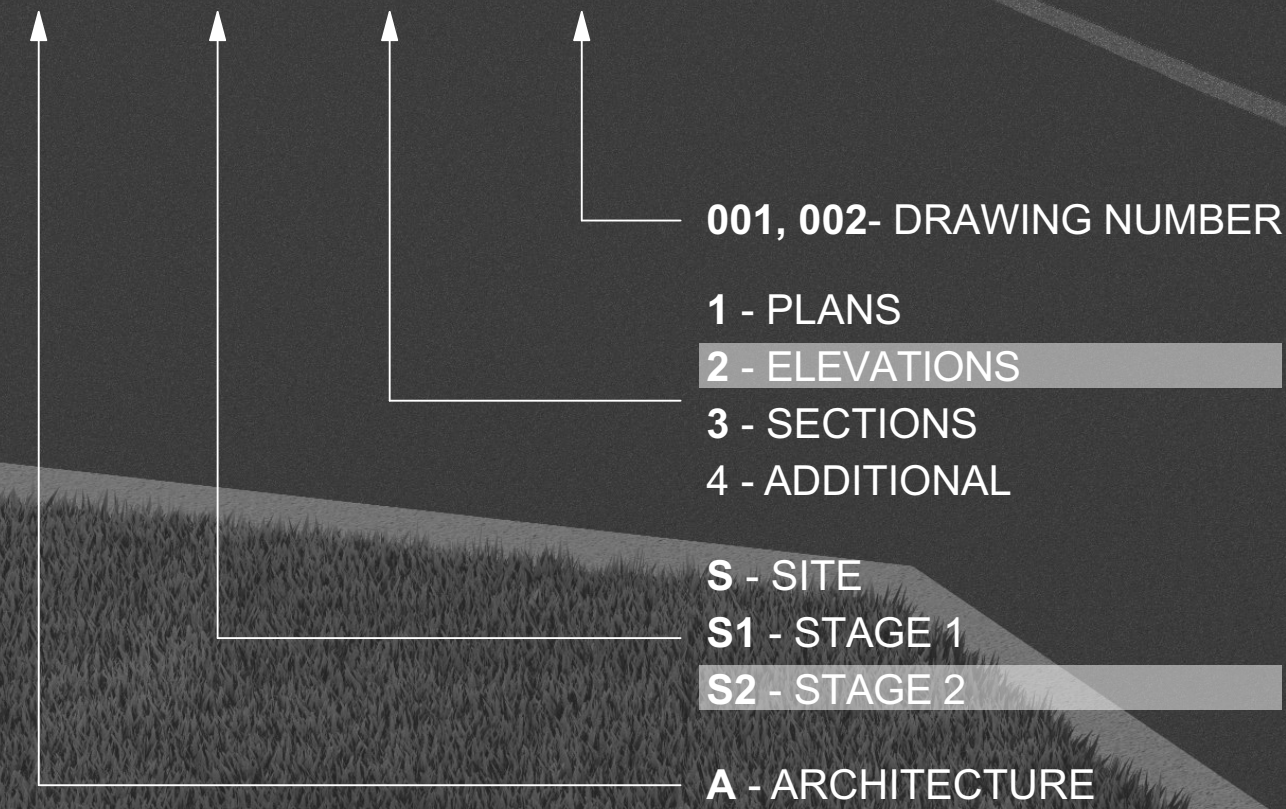 001, 002- DRAWING NUMBER
1 - PLANS
2 - ELEVATIONS
3 - SECTIONS
4 - ADDITIONAL
S - SITE
S1 - STAGE 1
S2 - STAGE 2
A - ARCHITECTURE